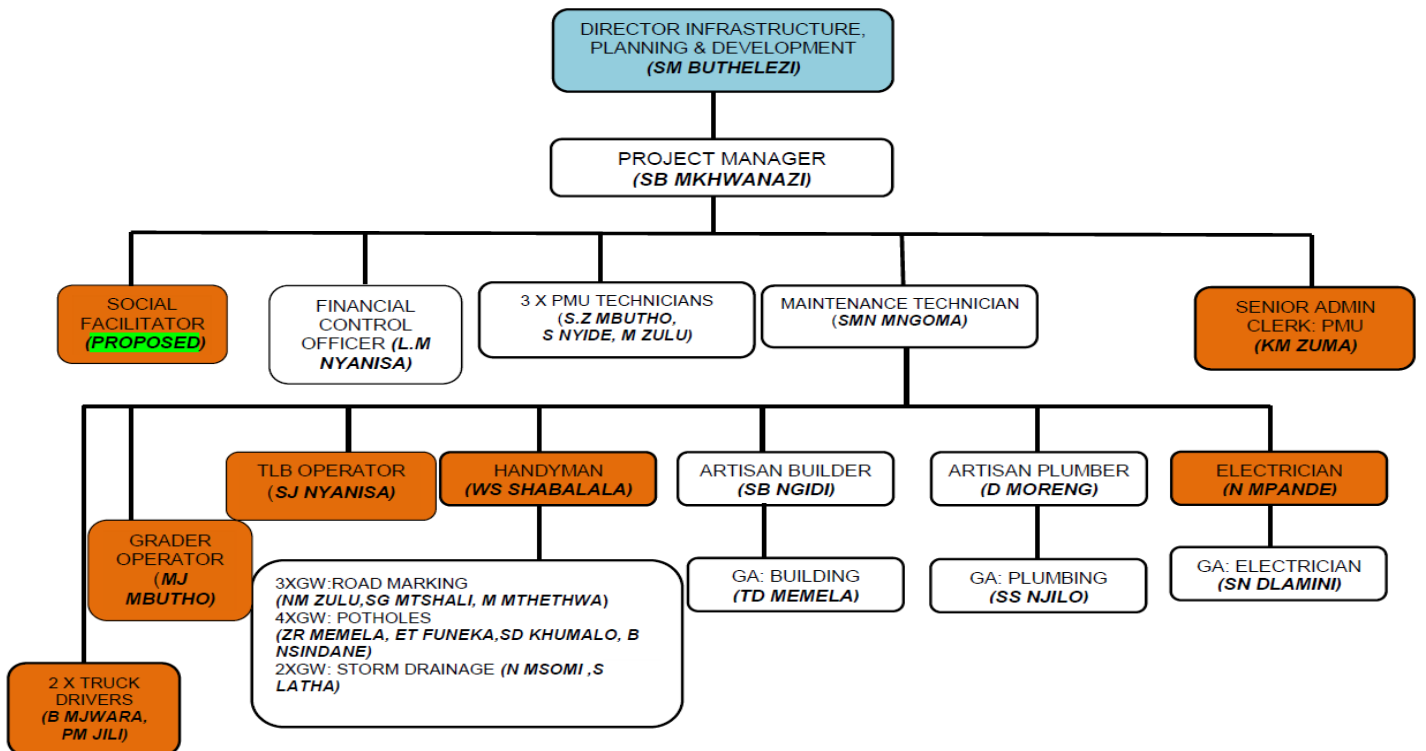 DIRECTOR INFRASTRUCTURE,
PLANNING & DEVELOPMENT
(SM BUTHELEZI)
PROJECT MANAGER
(SB MKHWANAZI)
SOCIAL
FACILITATOR
(PROPOSED)
FINANCIAL
CONTROL
OFFICER (L.M
NYANISA)
3 X PMU TECHNICIANS
(S.Z MBUTHO,
S NYIDE, M ZULU)
MAINTENANCE TECHNICIAN
(SMN MNGOMA)
SENIOR ADMIN
CLERK: PMU
(KM ZUMA)
TLB OPERATOR
(SJ NYANISA)
HANDYMAN
(WS SHABALALA)
ARTISAN BUILDER
(SB NGIDI)
ARTISAN PLUMBER
(D MORENG)
ELECTRICIAN
(N MPANDE)
GRADER
OPERATOR
(MJ
MBUTHO)
3XGW:ROAD MARKING
(NM ZULU,SG MTSHALI, M MTHETHWA)
4XGW: POTHOLES
(ZR MEMELA, ET FUNEKA,SD KHUMALO, B
NSINDANE)
2XGW: STORM DRAINAGE (N MSOMI ,S
LATHA)
GA: BUILDING
(TD MEMELA)
GA: PLUMBING
(SS NJILO)
GA: ELECTRICIAN
(SN DLAMINI)
2 X TRUCK
DRIVERS
(B MJWARA,
PM JILI)